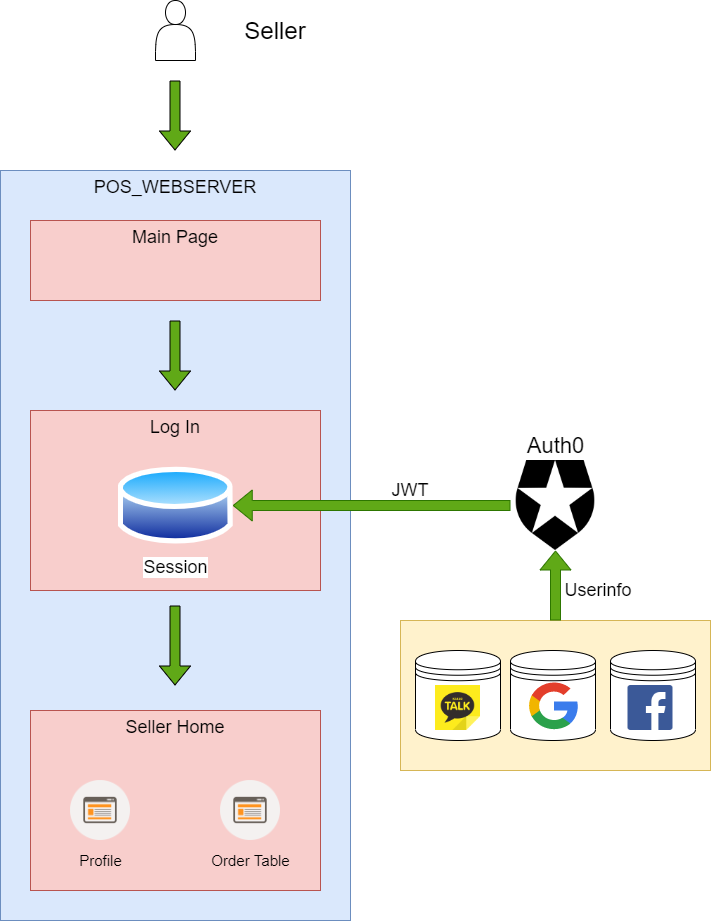 Seller
POS_WEBSERVER
Main Page
Log In
Auth0
JWT
Session
Userinfo
TALK
Seller Home
Profile
Order Table